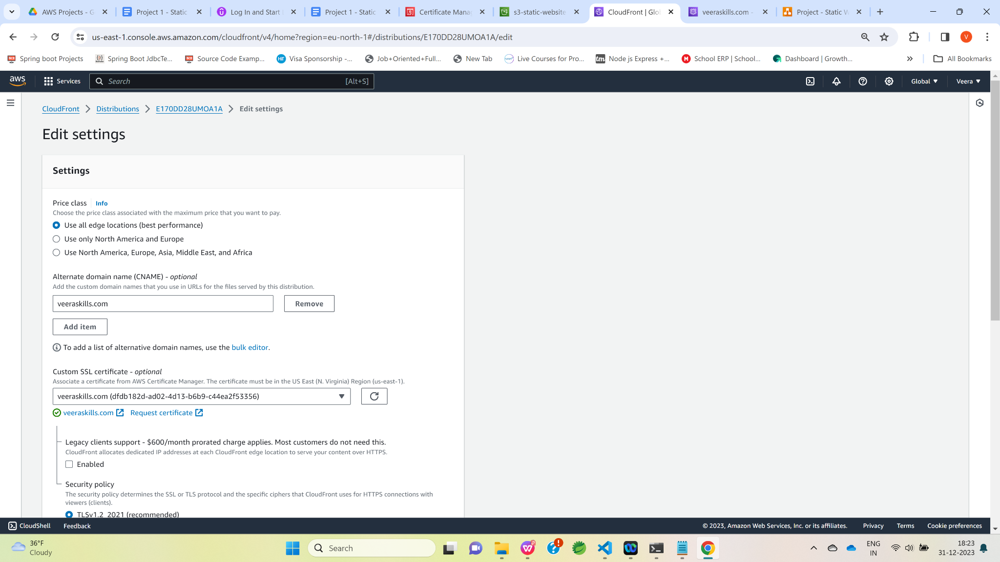 AWS Projects - G
Project 1 - Static
Log In and Start
Project 1 - Static
Certificate Manag
s3-static-website
CloudFront | Glo
veeraskills.com -
Project - Static W
us-east-1.console.aws.amazon.com/cloudfront/v4/home?region=eu-north-1#/distributions/E170DD28UMOA1A/edit
V
Spring boot Projects
Spring Boot JdbcTe...
Source Code Examp...
Visa Sponsorship -...
Job+Oriented+Full...
New Tab
Live Courses for Pro...
Node js Express +...
School ERP | School...
Dashboard | Growth...
All Bookmarks
aws
Services
Search
[Alt+S]
Global
Veera
CloudFront
Distributions
E170DD28UMOA1A
Edit settings
Edit settings
Settings
Price class
Info
Choose the price class associated with the maximum price that you want to pay.
Use all edge locations (best performance)
Use only North America and Europe
Use North America, Europe, Asia, Middle East, and Africa
Alternate domain name (CNAME) - optional
Add the custom domain names that you use in URLs for the files served by this distribution.
veeraskills.com
Remove
Add item
To add a list of alternative domain names, use the bulk editor.
Custom SSL certificate - optional
Associate a certificate from AWS Certificate Manager. The certificate must be in the US East (N. Virginia) Region (us-east-1).
veeraskills.com (dfdb182d-ad02-4d13-b6b9-c44ea2f53356)
veeraskills.com
Request certificate
Legacy clients support - $600/month prorated charge applies. Most customers do not need this.
CloudFront allocates dedicated IP addresses at each CloudFront edge location to serve your content over HTTPS.
Enabled
Security policy
The security policy determines the SSL or TLS protocol and the specific ciphers that CloudFront uses for HTTPS connections with
viewers (clients).
TLSv1.2_2021 (recommended)
CloudShell
Feedback
© 2023, Amazon Web Services, Inc. or its affiliates.
Privacy
Terms
Cookie preferences
36°F
Cloudy
Search
ENG
IN
18:23
31-12-2023